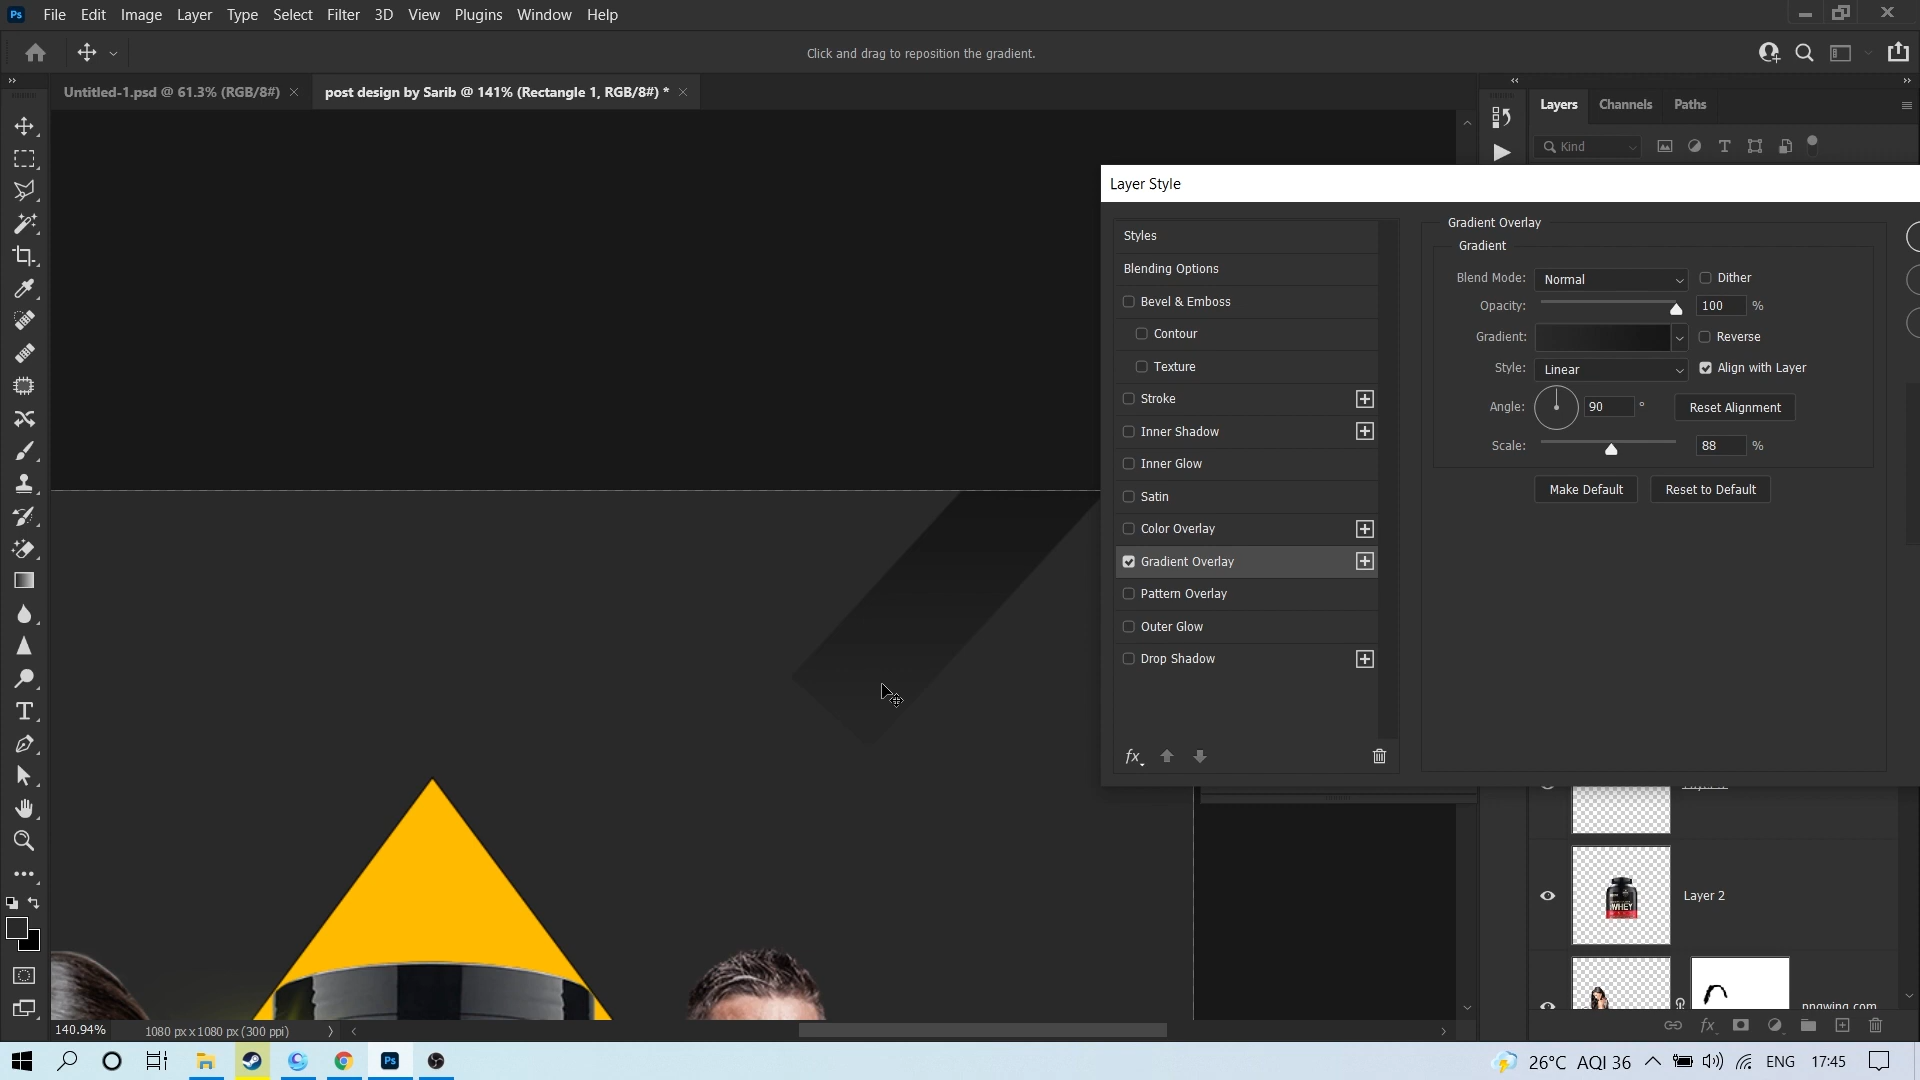 Ps File Edit Image Layer Type Select Filter 3D View Plugins Window Help
Click and drag to reposition the gradient.
Untitled-1.psd @ 61.3% (RGB/8#) × post design by Sarib @ 141% (Rectangle 1, RGB/8#) * ×
Layers Channels Paths
Kind
Layer Style
Styles
Blending Options
Bevel & Emboss
Contour
Texture
Stroke
Inner Shadow
Inner Glow
Satin
Color Overlay
Gradient Overlay
Pattern Overlay
Outer Glow
Drop Shadow
fx
Gradient Overlay
Gradient
Blend Mode: Normal Dither
Opacity: 100 %
Gradient: Reverse
Style: Linear Align with Layer
Angle: 90 ° Reset Alignment
Scale: 88 %
Make Default Reset to Default
WHEY
Layer 2
pngwing.com
fx
140.94% 1080 px x 1080 px (300 ppi)
Ps
26°C AQI 36 ENG 17:45